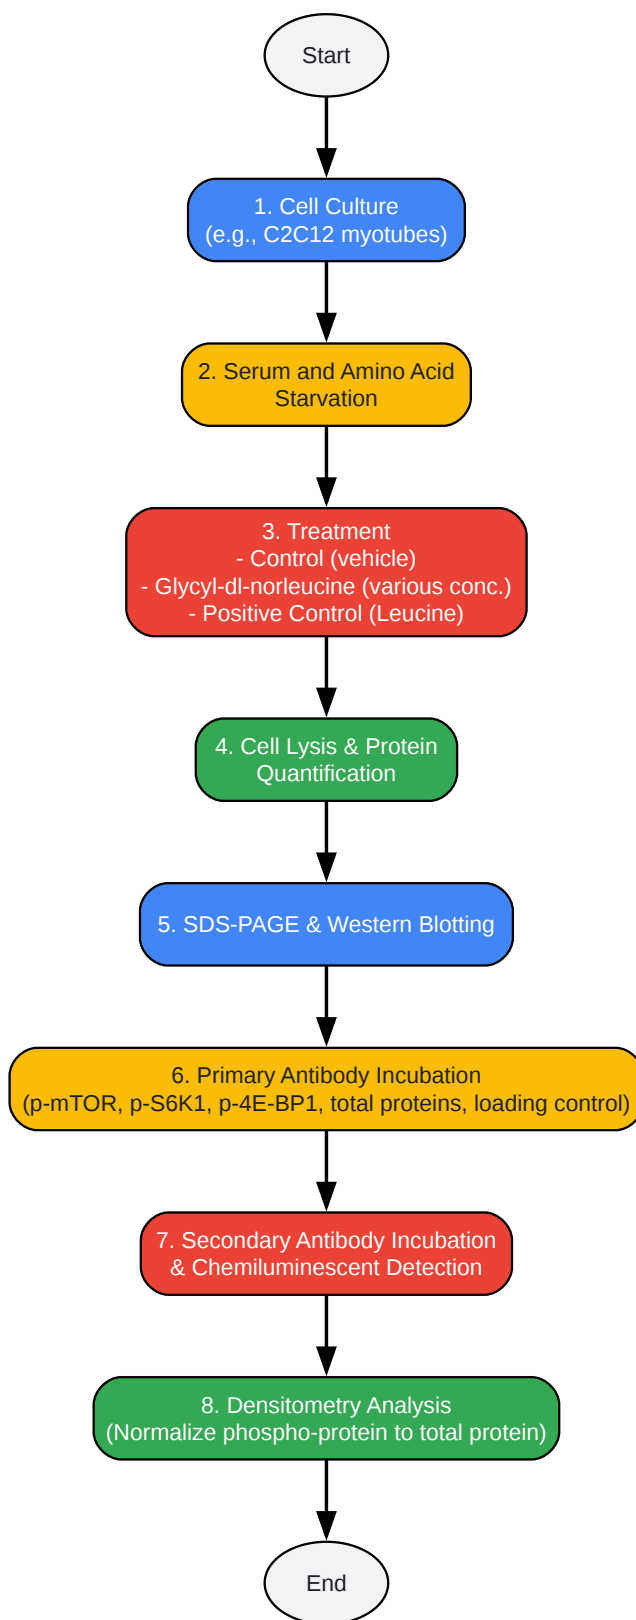 Start
1. Cell Culture
(e.g., C2C12 myotubes)
2. Serum and Amino Acid
Starvation
3. Treatment
- Control (vehicle)
- Glycyl-dl-norleucine (various conc.)
- Positive Control (Leucine)
4. Cell Lysis & Protein
Quantification
5. SDS-PAGE & Western Blotting
6. Primary Antibody Incubation
(p-mTOR, p-S6K1, p-4E-BP1, total proteins, loading control)
7. Secondary Antibody Incubation
& Chemiluminescent Detection
8. Densitometry Analysis
(Normalize phospho-protein to total protein)
End